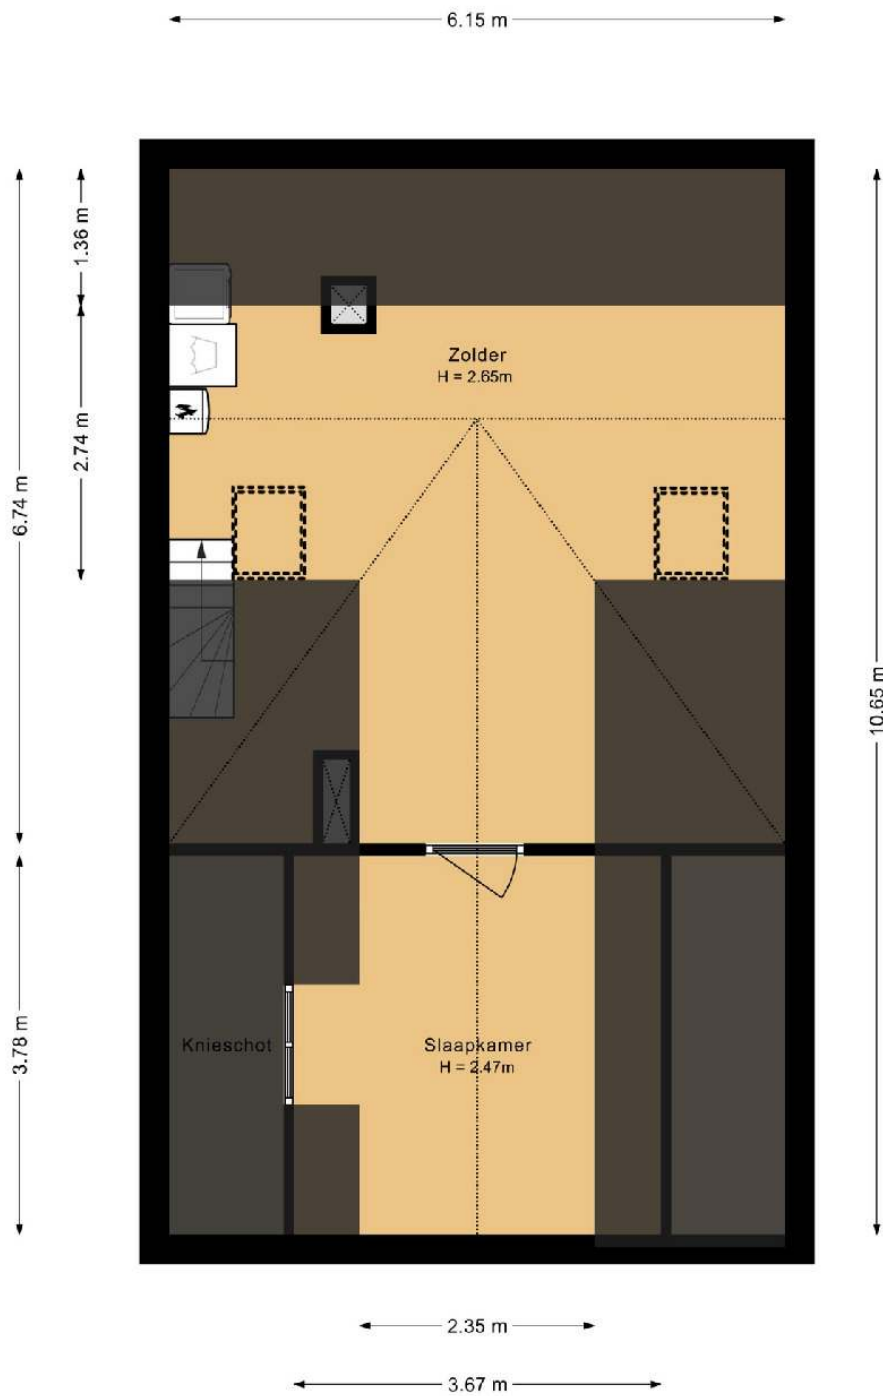 6.15 m
1.36 m
2.74 m
6.74 m
10.65 m
3.78 m
Zolder
H = 2.65m
Knieschot
Slaapkamer
H = 2.47m
2.35 m
3.67 m